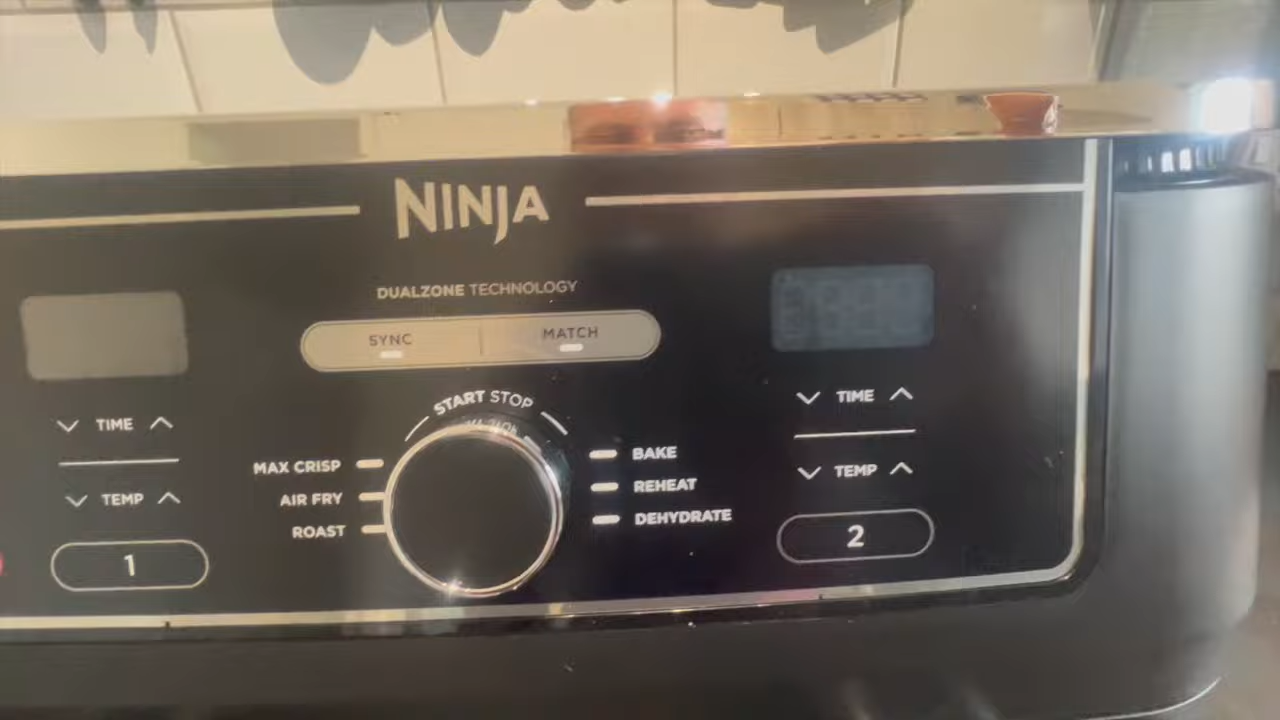 NINJA
DUALZONE TECHNOLOGY
SYNC MATCH
START STOP
TIME
TEMP
1
MAX CRISP
AIR FRY
ROAST
BAKE
REHEAT
DEHYDRATE
TIME
TEMP
2